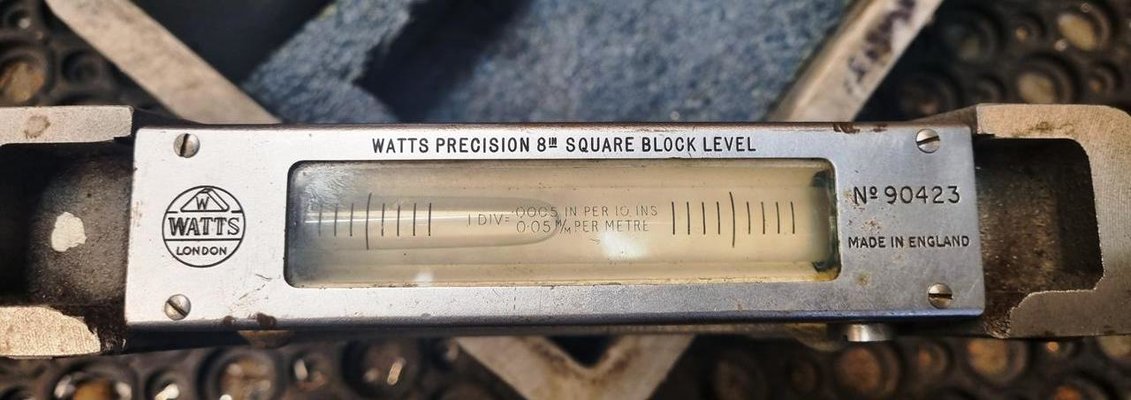 WATTS PRECISION 8IN SQUARE BLOCK LEVEL
W
WATTS
LONDON
1 DIV= .0005 IN PER 10 INS
0·05 M/M PER METRE
Nº 90423
MADE IN ENGLAND